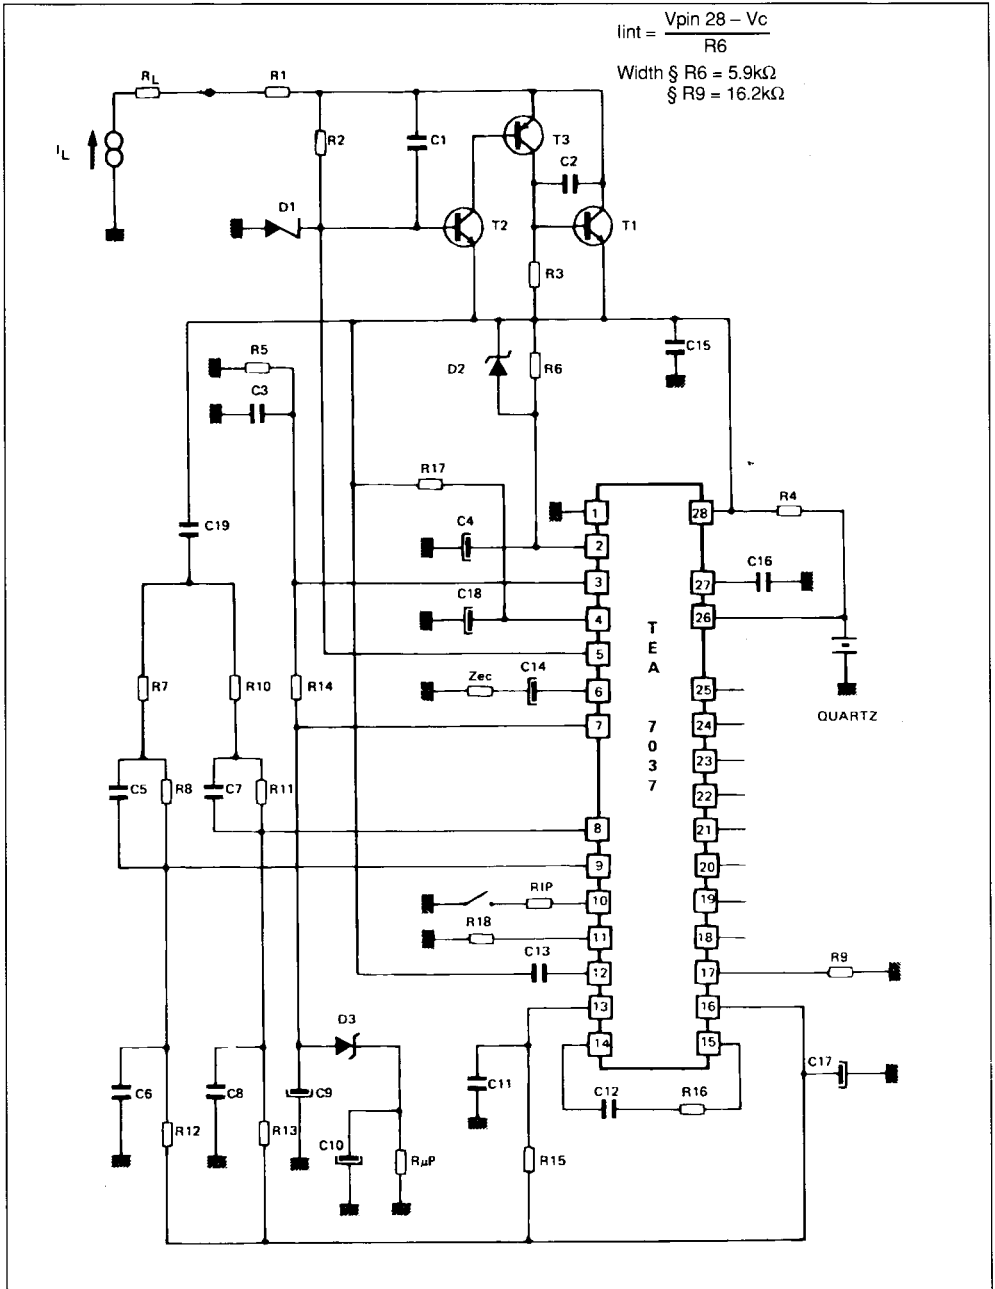 Iint = Vpin 28 – Vc
R6
Width § R6 = 5.9kΩ
§ R9 = 16.2kΩ
RL
R1
IL
R2
C1
T3
C2
D1
T2
T1
R3
R5
D2
R6
C15
C3
R17
R4
C19
C4
1
28
2
C16
3
27
C18
4
26
T
E
A
5
Zec
C14
R7
R10
R14
6
25
QUARTZ
7
24
7
0
3
7
23
C5
R8
C7
R11
22
8
21
9
20
RIP
10
19
R18
11
18
C13
12
17
R9
13
16
D3
14
15
C17
C6
C8
C9
C11
C12
R16
R12
R13
C10
RμP
R15